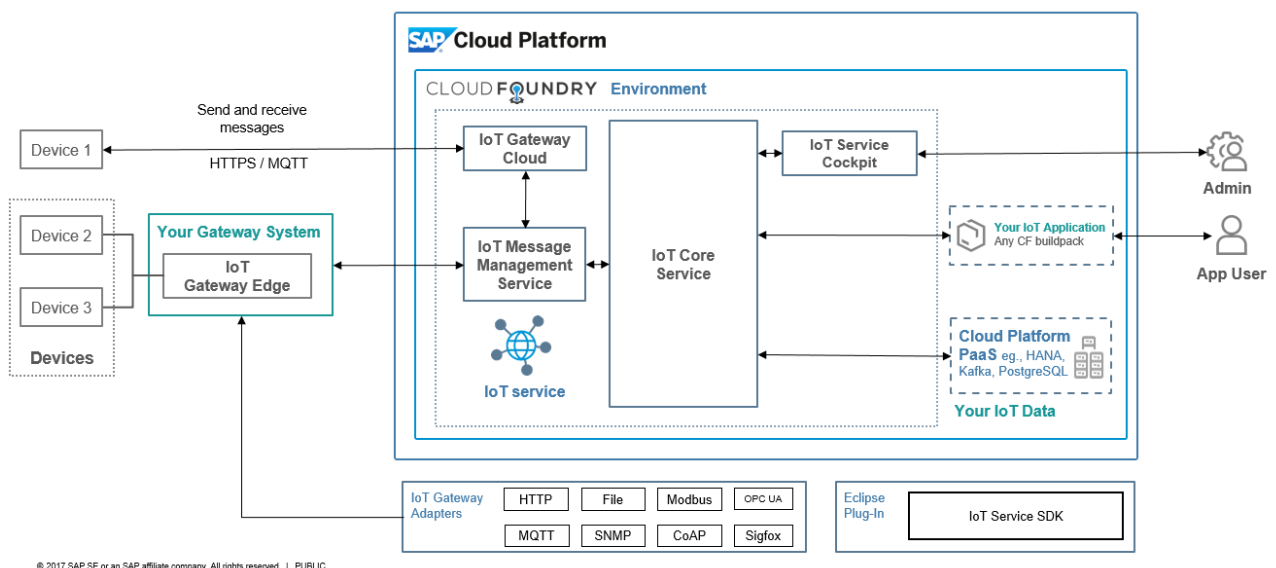 SAP Cloud Platform
CLOUD FOUNDRY Environment
Send and receive
messages
HTTPS / MQTT
Device 1
IoT Gateway
Cloud
IoT Service
Cockpit
Admin
Device 2
Device 3
Devices
Your Gateway System
IoT
Gateway Edge
IoT Message
Management
Service
IoT Core
Service
Your IoT Application
Any CF buildpack
App User
IoT service
Cloud Platform
PaaS eg., HANA,
Kafka, PostgreSQL
Your IoT Data
IoT Gateway
Adapters
HTTP
File
Modbus
OPC UA
MQTT
SNMP
CoAP
Sigfox
Eclipse
Plug-In
IoT Service SDK
© 2017 SAP SE or an SAP affiliate company. All rights reserved. | PUBLIC